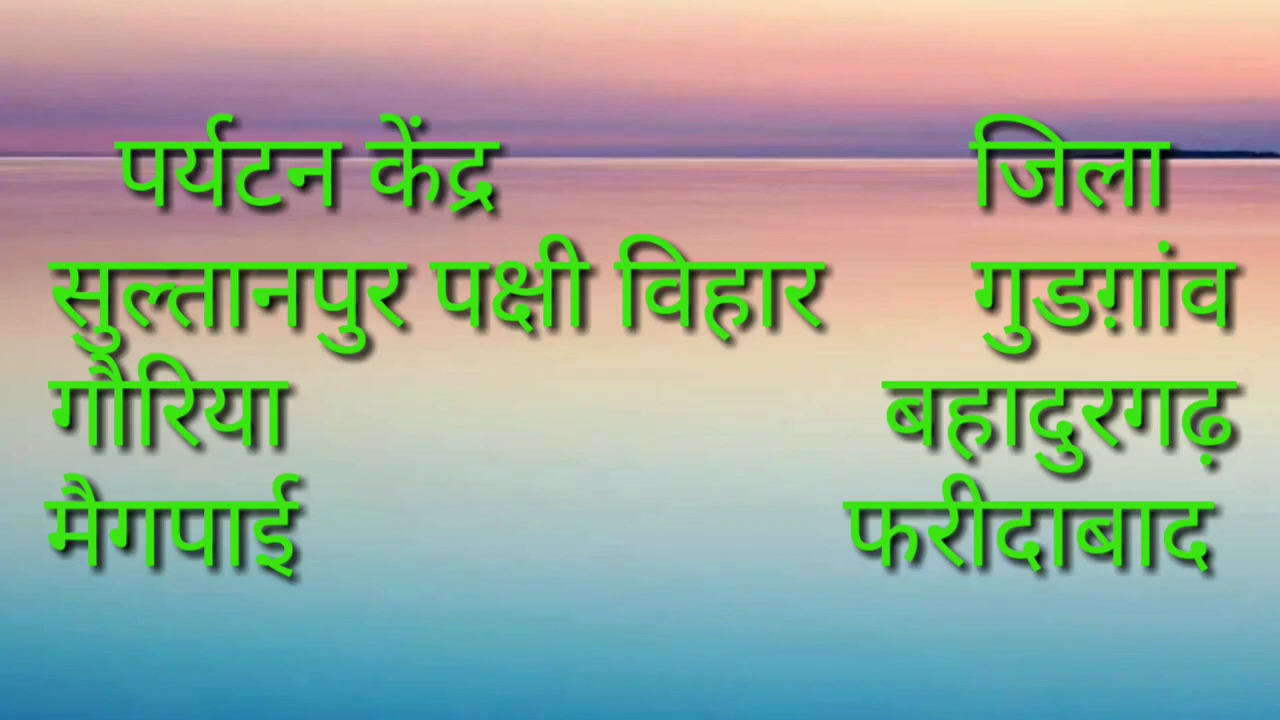 पर्यटन केंद्र जिला
सुल्तानपुर पक्षी विहार गुडग़ांव
गौरिया बहादुरगढ़
मैगपाई फरीदाबाद